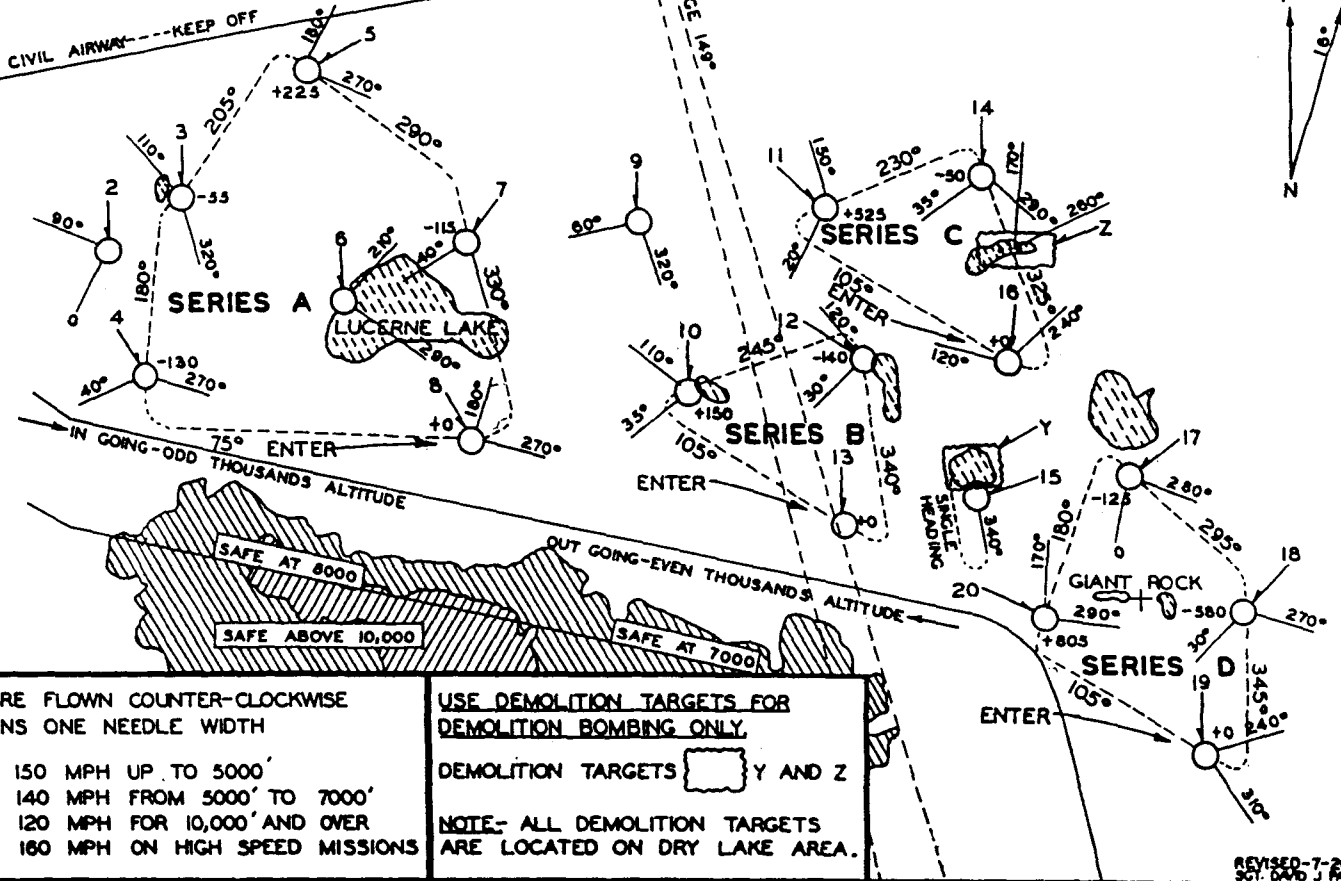 CIVIL AIRWAY----KEEP OFF
180°
5
270°
+225
205°
290°
3
110°
-55
320°
2
90°
0
180°
SERIES A
6
210°
40°
7
-115
330°
LUCERNE LAKE
290°
4
-130
40°
270°
8
180°
+0
270°
75°
ENTER
IN GOING-ODD THOUSANDS ALTITUDE
OUT GOING-EVEN THOUSANDS ALTITUDE
GE 149°
9
60°
320°
11
150°
+525
20°
230°
14
-50
35°
170°
290°
260°
Z
SERIES C
105°
ENTER
325°
16
+0
120°
240°
10
110°
35°
+150
245°
12
120°
-140
30°
SERIES B
105°
13
340°
ENTER
+0
Y
15
SINGLE
HEADING
340°
17
280°
-125
0
180°
295°
18
20
170°
GIANT ROCK
290°
-580
270°
30°
+805
SERIES D
105°
19
345°
ENTER
+0
240°
310°
18°
N
SAFE AT 8000
SAFE ABOVE 10,000
SAFE AT 7000
RE FLOWN COUNTER-CLOCKWISE
NS ONE NEEDLE WIDTH
150 MPH UP TO 5000'
140 MPH FROM 5000' TO 7000'
120 MPH FOR 10,000' AND OVER
160 MPH ON HIGH SPEED MISSIONS
USE DEMOLITION TARGETS FOR
DEMOLITION BOMBING ONLY.
DEMOLITION TARGETS Y AND Z
NOTE:- ALL DEMOLITION TARGETS
ARE LOCATED ON DRY LAKE AREA.
REVISED-7-2
SGT. DAVID J